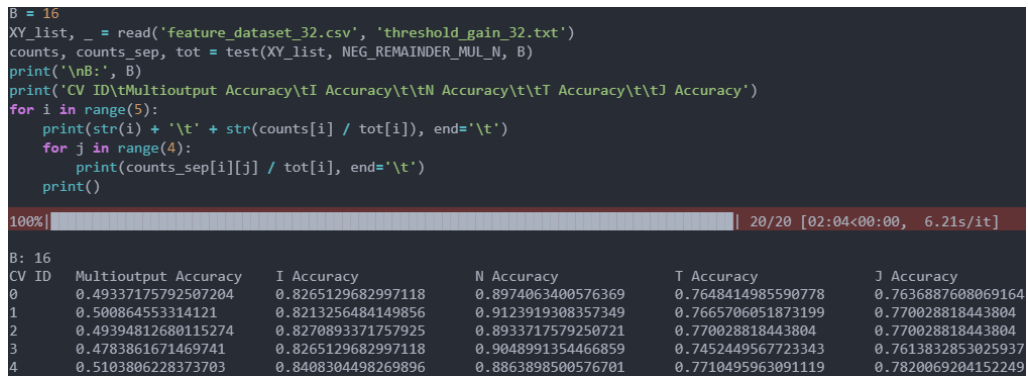 B = 16
XY_list, _ = read('feature_dataset_32.csv', 'threshold_gain_32.txt')
counts, counts_sep, tot = test(XY_list, NEG_REMAINDER_MUL_N, B)
print('\nB:', B)
print('CV ID\tMultioutput Accuracy\tI Accuracy\t\tN Accuracy\t\tT Accuracy\t\tJ Accuracy')
for i in range(5):
    print(str(i) + '\t' + str(counts[i] / tot[i]), end='\t')
    for j in range(4):
        print(counts_sep[i][j] / tot[i], end='\t')
    print()
100%| | 20/20 [02:04<00:00, 6.21s/it]
B: 16
CV ID Multioutput Accuracy I Accuracy N Accuracy T Accuracy J Accuracy
0 0.49337175792507204 0.8265129682997118 0.8974063400576369 0.7648414985590778 0.7636887608069164
1 0.500864553314121 0.8213256484149856 0.9123919308357349 0.7665706051873199 0.770028818443804
2 0.49394812680115274 0.8270893371757925 0.8933717579250721 0.770028818443804 0.770028818443804
3 0.4783861671469741 0.8265129682997118 0.9048991354466859 0.7452449567723343 0.7613832853025937
4 0.5103806228373703 0.8408304498269896 0.8863898500576701 0.7710495963091119 0.7820069204152249